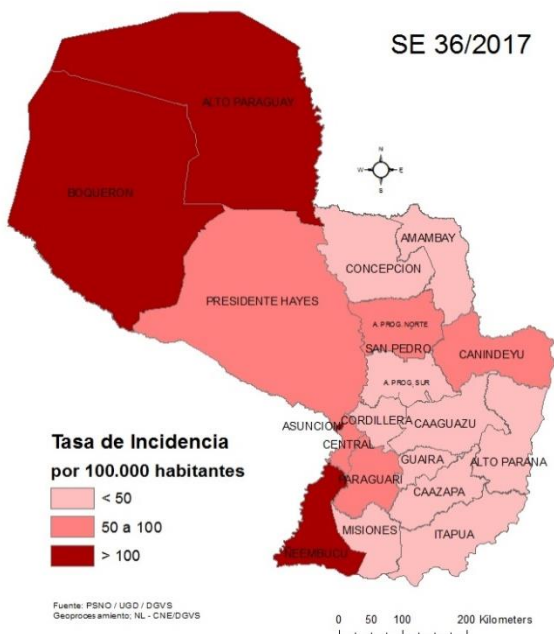 SE 36/2017
ALTO PARAGUAY
BOQUERON
N
W E
S
AMAMBAY
CONCEPCION
PRESIDENTE HAYES
A. PROG. NORTE
SAN PEDRO
CANINDEYU
A. PROG. SUR
ASUNCION
CORDILLERA
CAAGUAZU
CENTRAL
GUAIRA
ALTO PARANA
PARAGUARI
CAAZAPA
MISIONES
ITAPUA
ÑEEMBUCU
Tasa de Incidencia
por 100.000 habitantes
< 50
50 a 100
> 100
Fuente: PSNO / UGD / DGVS
Geoprocesamiento; NL - CNE/DGVS
0 50 100 200 Kilometers